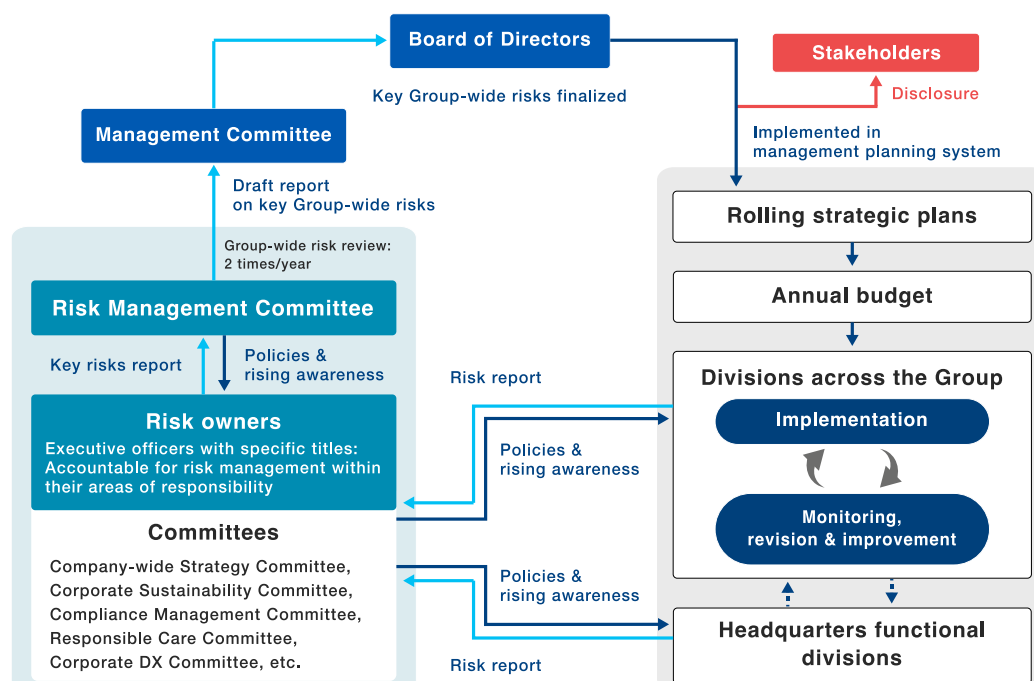 Board of Directors
Stakeholders
Key Group-wide risks finalized
Disclosure
Management Committee
Implemented in
management planning system
Draft report
on key Group-wide risks
Rolling strategic plans
Group-wide risk review:
2 times/year
Risk Management Committee
Annual budget
Key risks report
Policies &
rising awareness
Risk report
Divisions across the Group
Risk owners
Executive officers with specific titles:
Accountable for risk management within
their areas of responsibility
Implementation
Policies &
rising awareness
Monitoring,
revision & improvement
Committees
Company-wide Strategy Committee,
Corporate Sustainability Committee,
Compliance Management Committee,
Responsible Care Committee,
Corporate DX Committee, etc.
Policies &
rising awareness
Risk report
Headquarters functional
divisions